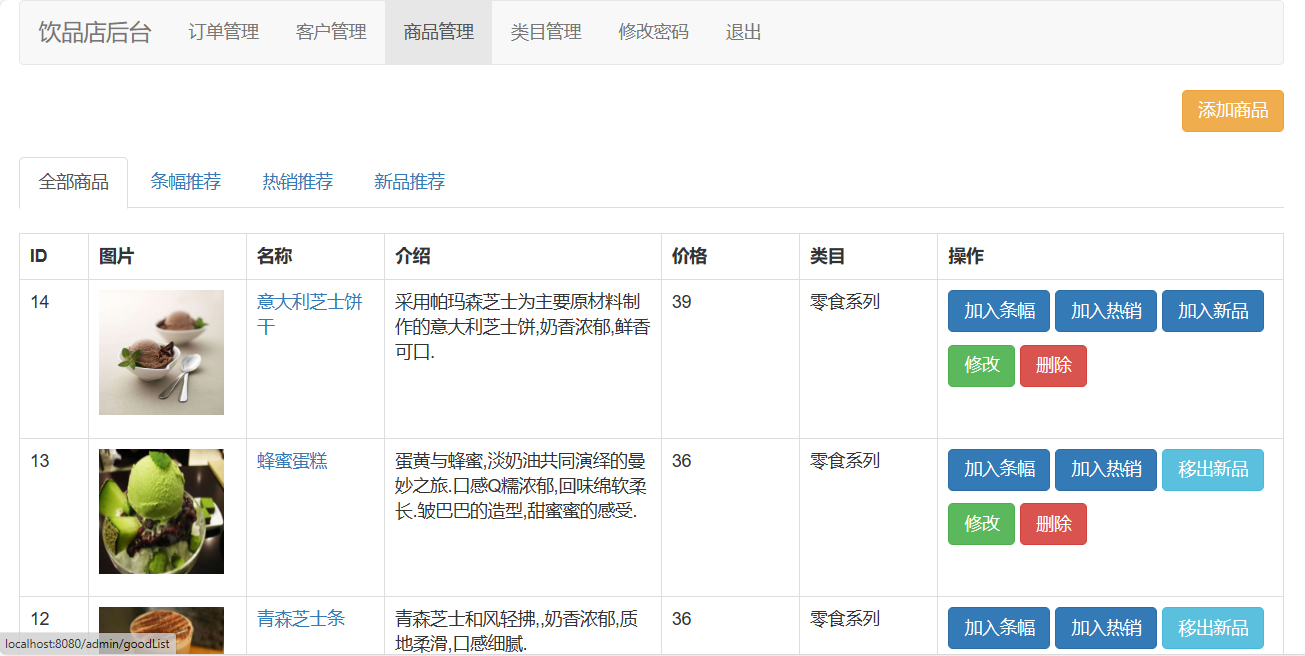 饮品店后台 订单管理 客户管理 商品管理 类目管理 修改密码 退出
添加商品
全部商品 条幅推荐 热销推荐 新品推荐
ID 图片 名称 介绍 价格 类目 操作
14 意大利芝士饼 采用帕玛森芝士为主要原材料制 39 零食系列 加入条幅 加入热销 加入新品
干 作的意大利芝士饼,奶香浓郁,鲜香
可口.
修改 删除
13 蜂蜜蛋糕 蛋黄与蜂蜜,淡奶油共同演绎的曼 36 零食系列 加入条幅 加入热销 移出新品
妙之旅.口感Q糯浓郁,回味绵软柔
长.皱巴巴的造型,甜蜜蜜的感受.
修改 删除
12 青森芝士条 青森芝士和风轻拂,,奶香浓郁,质 36 零食系列 加入条幅 加入热销 移出新品
地柔滑,口感细腻.
localhost:8080/admin/goodList